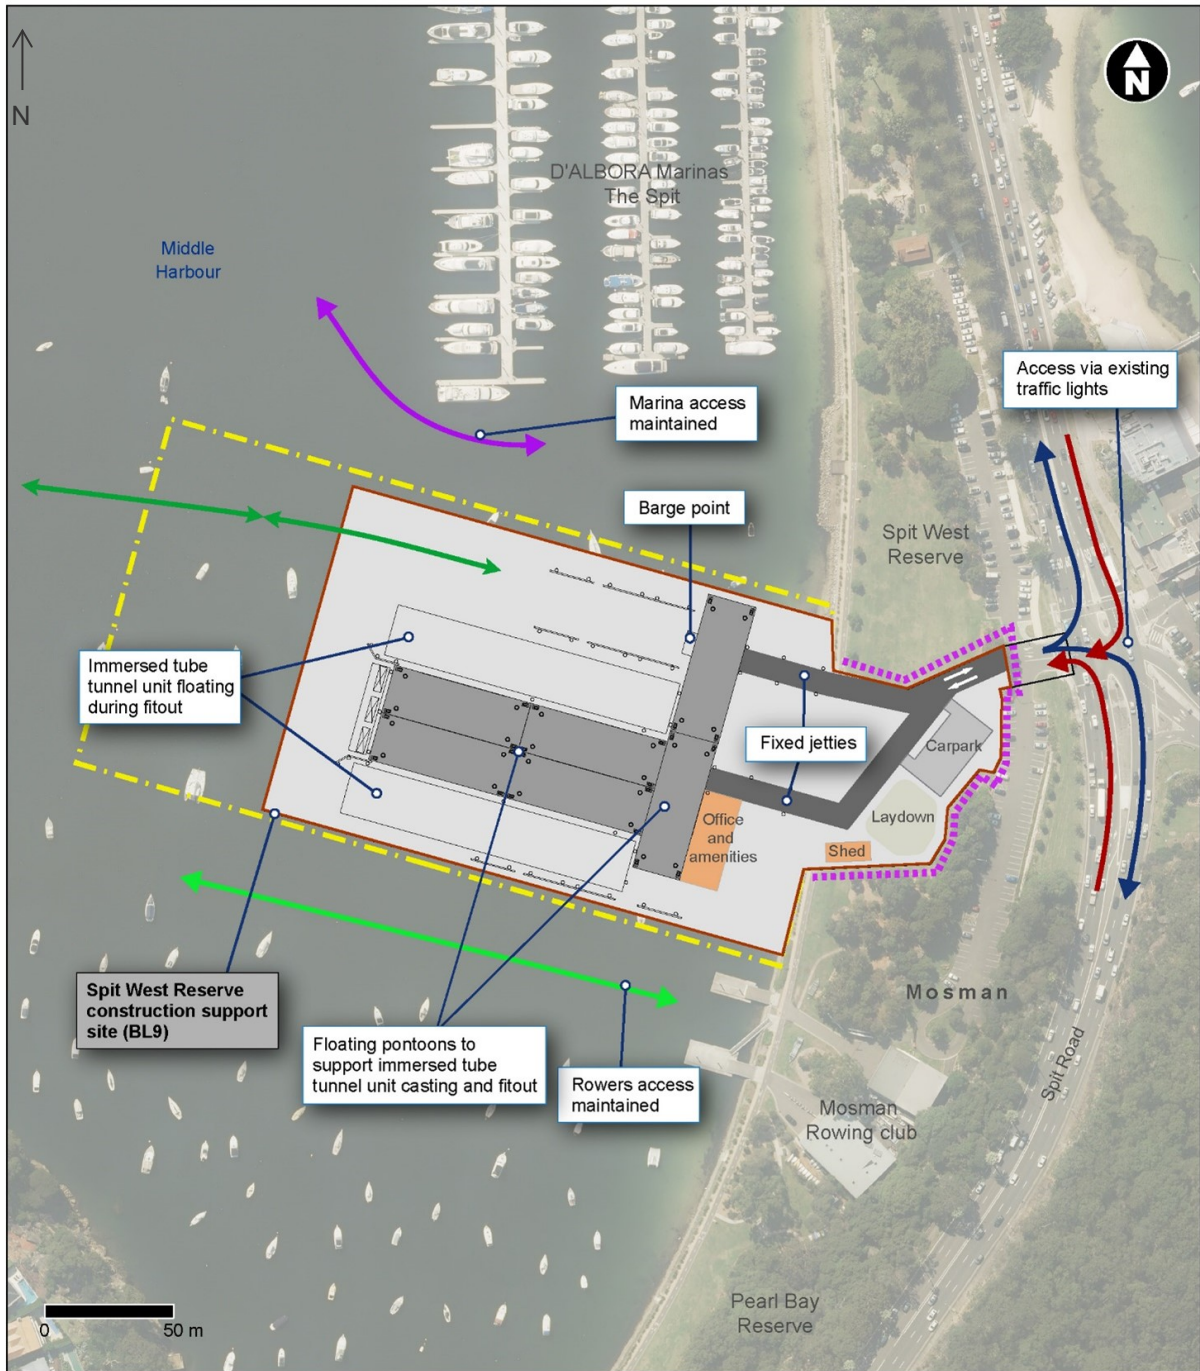 N
N
D'ALBORA Marinas
The Spit
Middle
Harbour
Access via existing
traffic lights
Marina access
maintained
Barge point
Spit West
Reserve
Immersed tube
tunnel unit floating
during fitout
Fixed jetties
Carpark
Laydown
Office
and
amenities
Shed
Spit West Reserve
construction support
site (BL9)
Mosman
Floating pontoons to
support immersed tube
tunnel unit casting and fitout
Rowers access
maintained
Spit Road
Mosman
Rowing club
Pearl Bay
Reserve
0 50 m